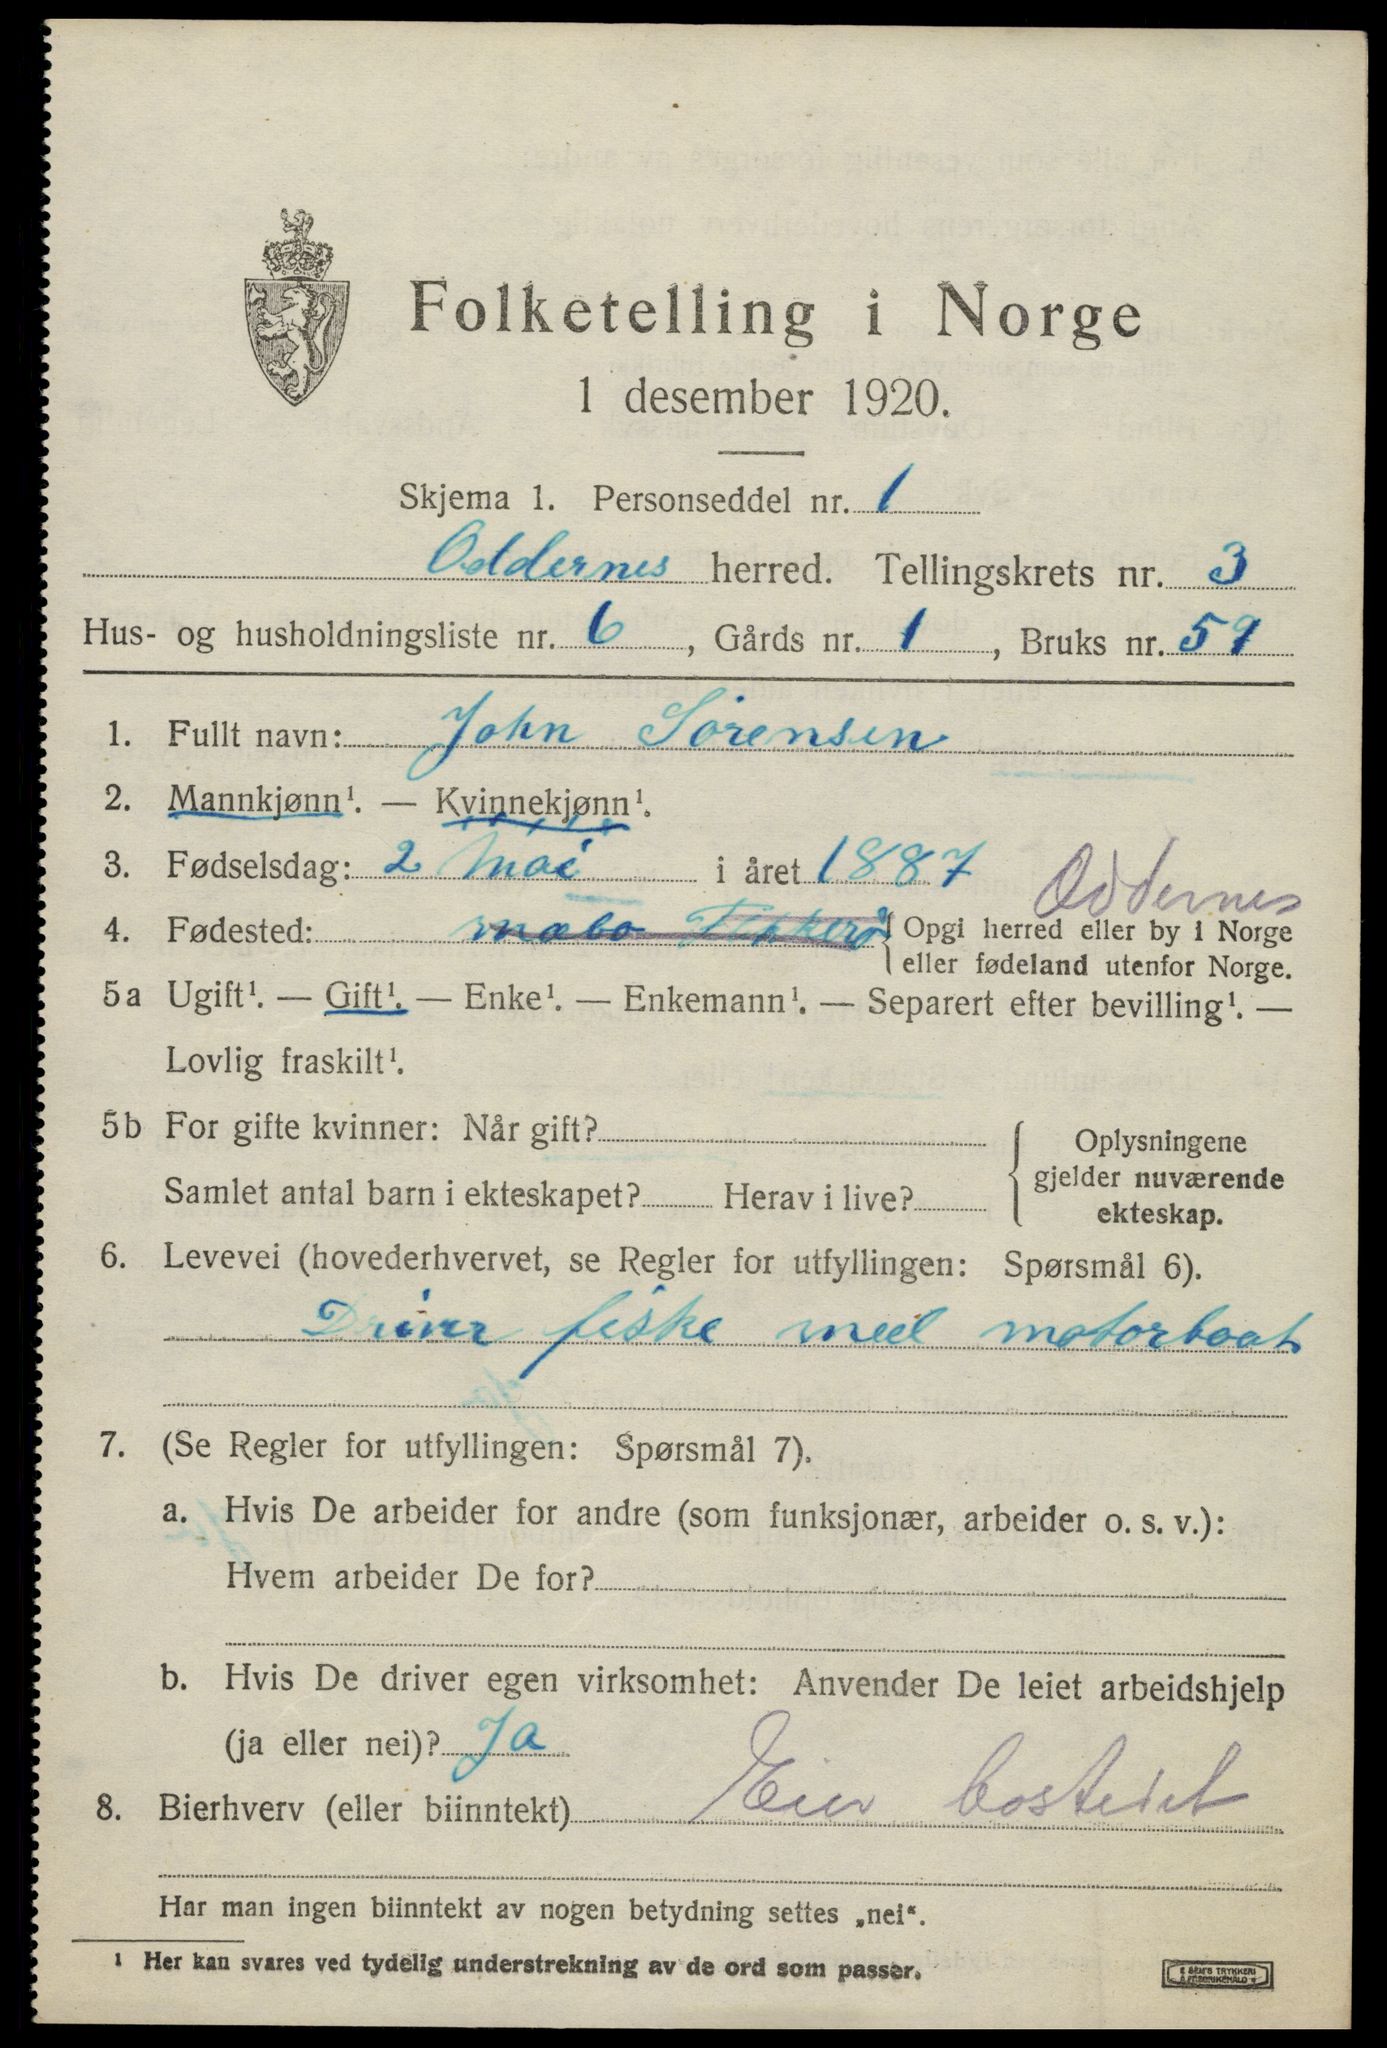 Folketelling i Norge
1 desember 1920.
Skjema 1. Personseddel nr. 1
Oddernes herred. Tellingskrets nr. 3
Hus- og husholdningsliste nr. 6, Gårds nr. 1, Bruks nr. 59
1. Fullt navn: John Sörensen
2. Mannkjønn¹. — Kvinnekjønn¹.
3. Fødselsdag: 2 Mai i året 1887
Oddernes
4. Fødested: Opgi herred eller by i Norge
eller fødeland utenfor Norge.
5a Ugift¹. — Gift¹. — Enke¹. — Enkemann¹. — Separert efter bevilling¹. —
Lovlig fraskilt¹.
5b For gifte kvinner: Når gift?
Samlet antal barn i ekteskapet? Herav i live?
Oplysningene
gjelder nuværende
ekteskap.
6. Levevei (hovederhvervet, se Regler for utfyllingen: Spørsmål 6).
Driver fiske med motorbaat
7. (Se Regler for utfyllingen: Spørsmål 7).
a. Hvis De arbeider for andre (som funksjonær, arbeider o. s. v.):
Hvem arbeider De for?
b. Hvis De driver egen virksomhet: Anvender De leiet arbeidshjelp
(ja eller nei)? Ja
8. Bierhverv (eller biinntekt) Eier bostedet
Har man ingen biinntekt av nogen betydning settes „nei“.
¹ Her kan svares ved tydelig understrekning av de ord som passer.